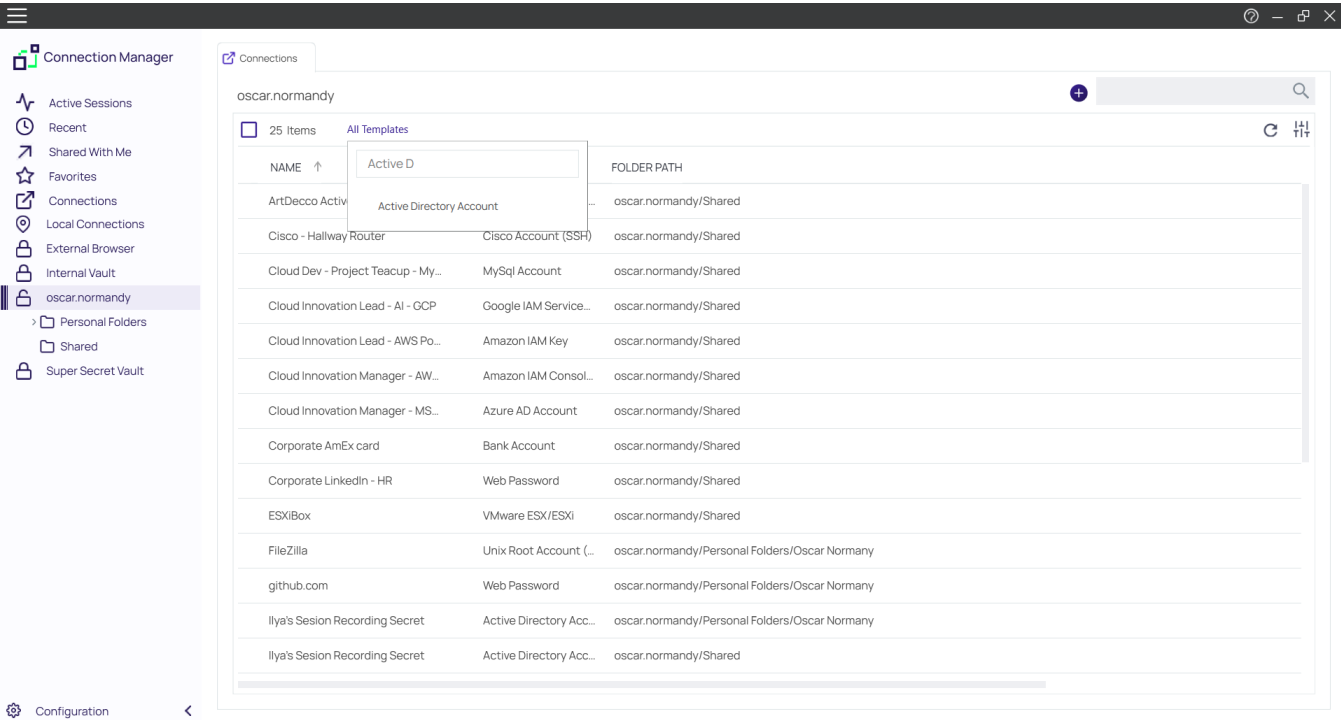 Connection Manager
Active Sessions
Recent
Shared With Me
Favorites
Connections
Local Connections
External Browser
Internal Vault
oscar.normandy
Personal Folders
Shared
Super Secret Vault
Configuration
Connections
oscar.normandy
25 Items All Templates
Active D
Active Directory Account
NAME FOLDER PATH
ArtDecco Activ ... oscar.normandy/Shared
Cisco - Hallway Router Cisco Account (SSH) oscar.normandy/Shared
Cloud Dev - Project Teacup - My... MySql Account oscar.normandy/Shared
Cloud Innovation Lead - AI - GCP Google IAM Service... oscar.normandy/Shared
Cloud Innovation Lead - AWS Po... Amazon IAM Key oscar.normandy/Shared
Cloud Innovation Manager - AW... Amazon IAM Consol... oscar.normandy/Shared
Cloud Innovation Manager - MS... Azure AD Account oscar.normandy/Shared
Corporate AmEx card Bank Account oscar.normandy/Shared
Corporate LinkedIn - HR Web Password oscar.normandy/Shared
ESXiBox VMware ESX/ESXi oscar.normandy/Shared
FileZilla Unix Root Account (... oscar.normandy/Personal Folders/Oscar Normany
github.com Web Password oscar.normandy/Personal Folders/Oscar Normany
Ilya's Sesion Recording Secret Active Directory Acc... oscar.normandy/Personal Folders/Oscar Normany
Ilya's Sesion Recording Secret Active Directory Acc... oscar.normandy/Shared